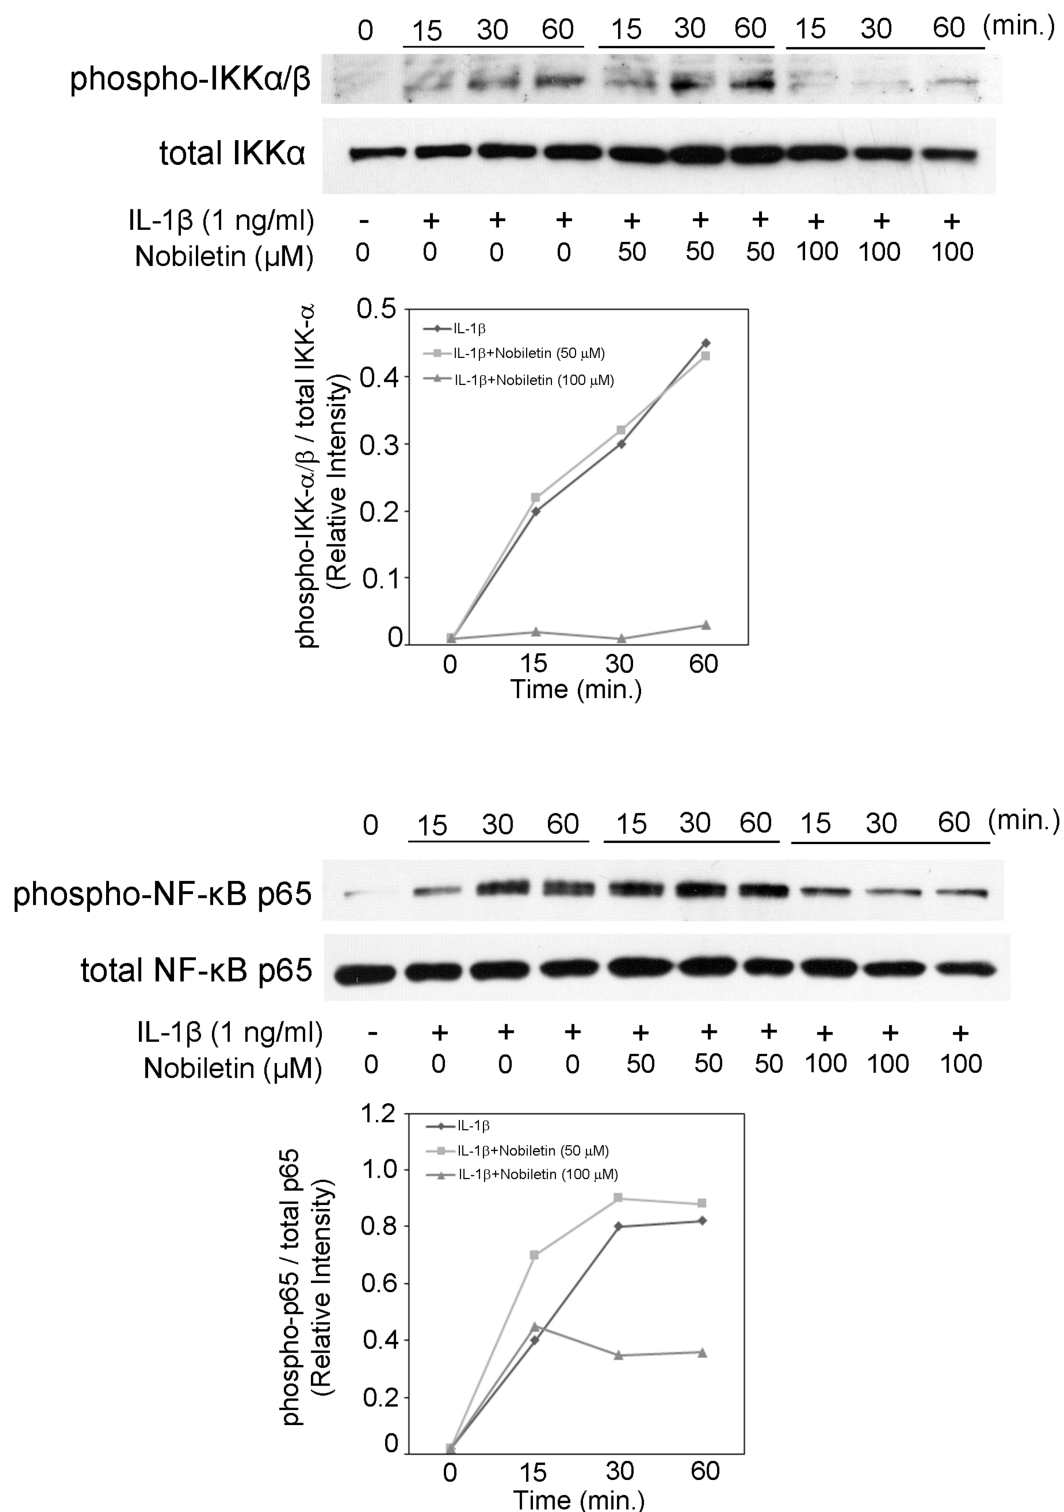 0 15 30 60 15 30 60 15 30 60 (min.)
phospho-IKKα/β
total IKKα
IL-1β (1 ng/ml) - + + + + + + + + +
Nobiletin (μM) 0 0 0 0 50 50 50 100 100 100
phospho-IKK-α/β / total IKK-α
(Relative Intensity)
0.5
0.4
0.3
0.2
0.1
0
IL-1β
IL-1β+Nobiletin (50 μM)
IL-1β+Nobiletin (100 μM)
0 15 30 60
Time (min.)
0 15 30 60 15 30 60 15 30 60 (min.)
phospho-NF-κB p65
total NF-κB p65
IL-1β (1 ng/ml) - + + + + + + + + +
Nobiletin (μM) 0 0 0 0 50 50 50 100 100 100
phospho-p65 / total p65
(Relative Intensity)
1.2
1.0
0.8
0.6
0.4
0.2
0
IL-1β
IL-1β+Nobiletin (50 μM)
IL-1β+Nobiletin (100 μM)
0 15 30 60
Time (min.)